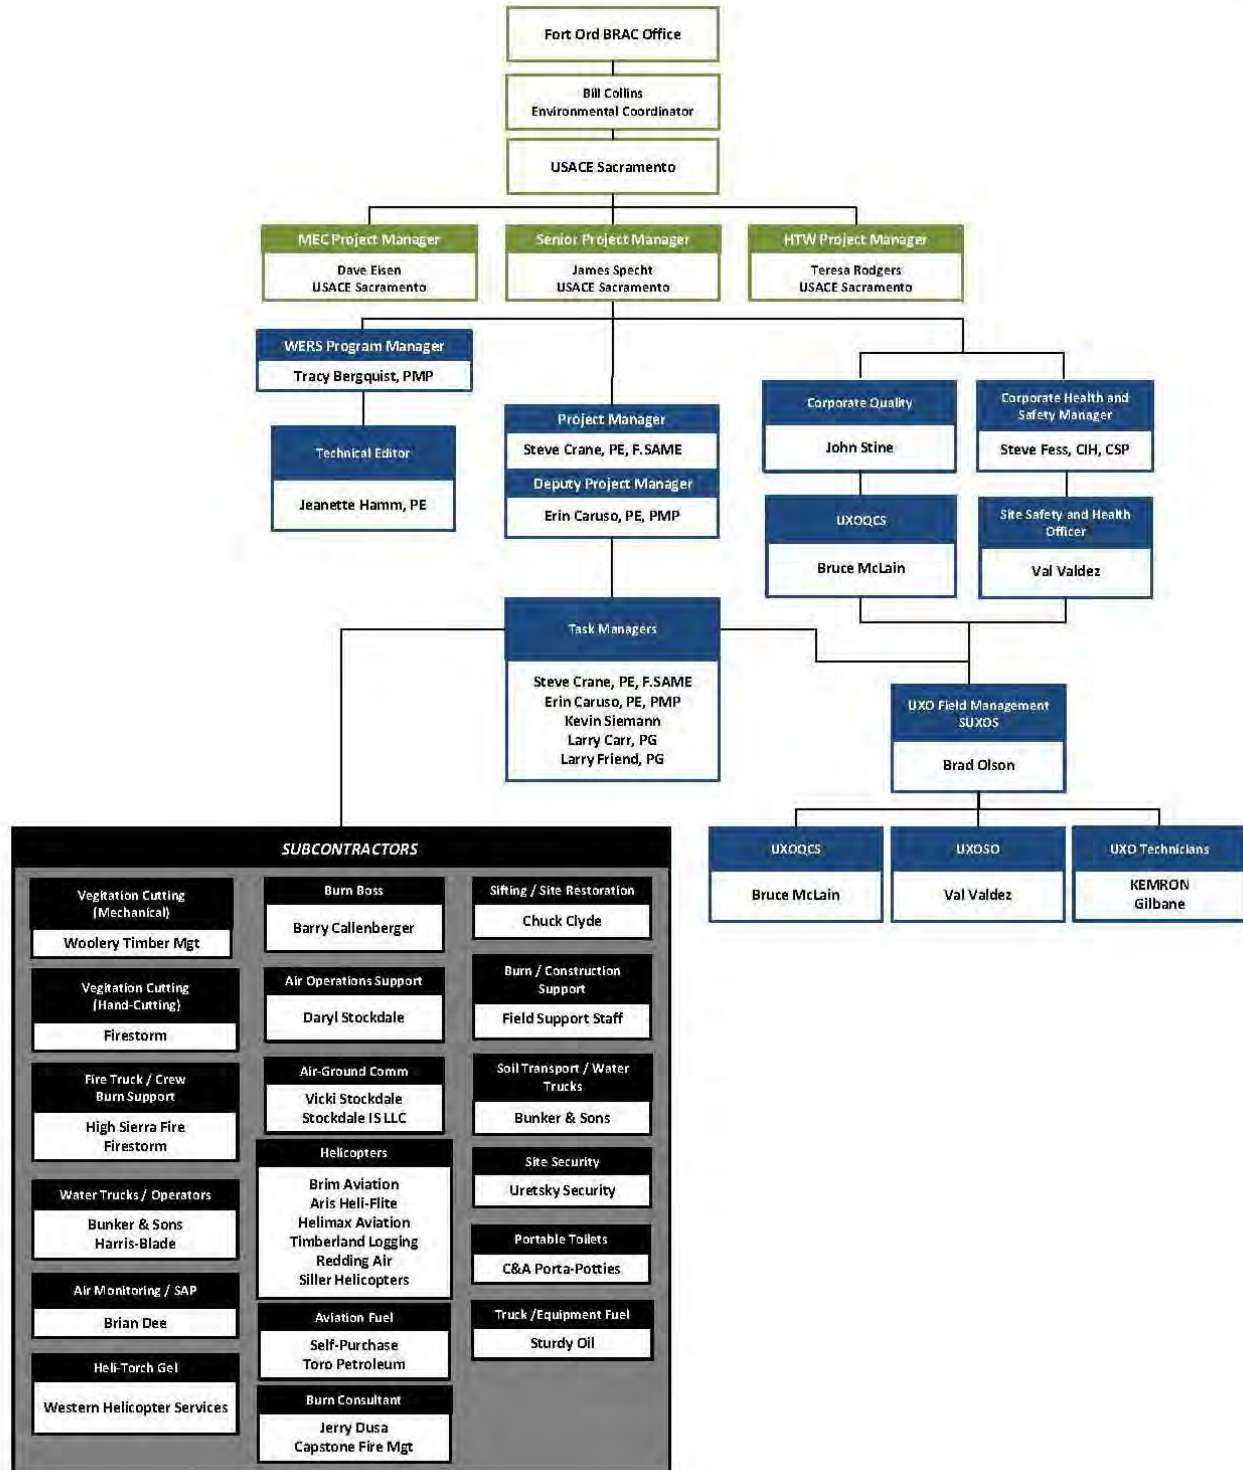 Fort Ord BRAC Office
Bill Collins
Environmental Coordinator
USACE Sacramento
MEC Project Manager
Dave Eisen
USACE Sacramento
Senior Project Manager
James Specht
USACE Sacramento
HTW Project Manager
Teresa Rodgers
USACE Sacramento
WERS Program Manager
Tracy Bergquist, PMP
Technical Editor
Jeanette Hamm, PE
Project Manager
Steve Crane, PE, F.SAME
Deputy Project Manager
Erin Caruso, PE, PMP
Corporate Quality
John Stine
Corporate Health and
Safety Manager
Steve Fess, CIH, CSP
UXOQCS
Bruce McLain
Site Safety and Health
Officer
Val Valdez
Task Managers
Steve Crane, PE, F.SAME
Erin Caruso, PE, PMP
Kevin Siemann
Larry Carr, PG
Larry Friend, PG
UXO Field Management
SUXOS
Brad Olson
UXOQCS
Bruce McLain
UXOSO
Val Valdez
UXO Technicians
KEMRON
Gilbane
SUBCONTRACTORS
Vegitation Cutting
(Mechanical)
Woolery Timber Mgt
Vegitation Cutting
(Hand-Cutting)
Firestorm
Fire Truck / Crew
Burn Support
High Sierra Fire
Firestorm
Water Trucks / Operators
Bunker & Sons
Harris-Blade
Air Monitoring / SAP
Brian Dee
Heli-Torch Gel
Western Helicopter Services
Burn Boss
Barry Callenberger
Air Operations Support
Daryl Stockdale
Air-Ground Comm
Vicki Stockdale
Stockdale IS LLC
Helicopters
Brim Aviation
Aris Heli-Flite
Helimax Aviation
Timberland Logging
Redding Air
Siller Helicopters
Aviation Fuel
Self-Purchase
Toro Petroleum
Burn Consultant
Jerry Dusa
Capstone Fire Mgt
Sifting / Site Restoration
Chuck Clyde
Burn / Construction
Support
Field Support Staff
Soil Transport / Water
Trucks
Bunker & Sons
Site Security
Uretsky Security
Portable Toilets
C&A Porta-Potties
Truck /Equipment Fuel
Sturdy Oil